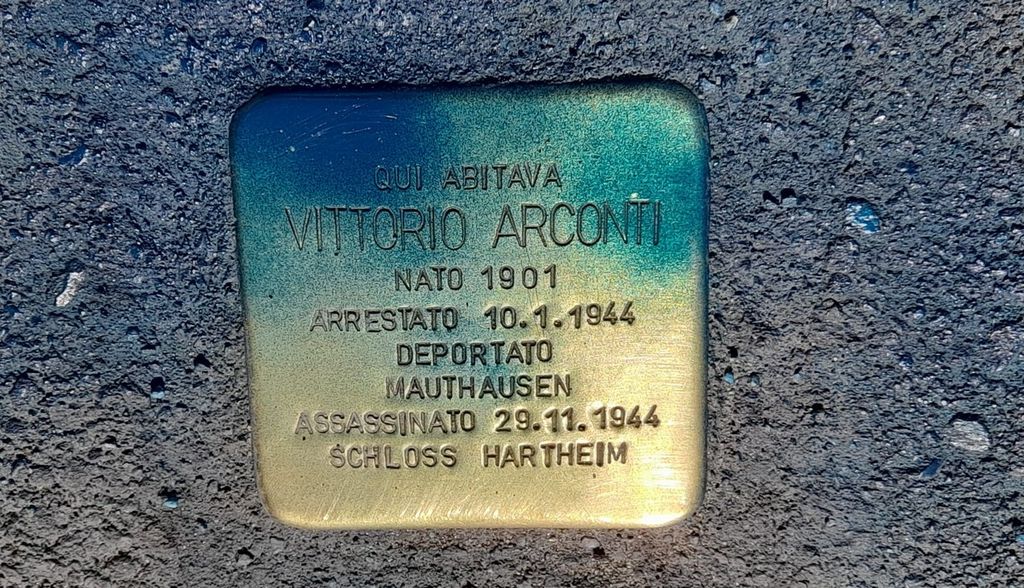 QUI ABITAVA
VITTORIO ARCONTI
NATO 1901
ARRESTATO 10.1.1944
DEPORTATO
MAUTHAUSEN
ASSASSINATO 29.11.1944
SCHLOSS HARTHEIM